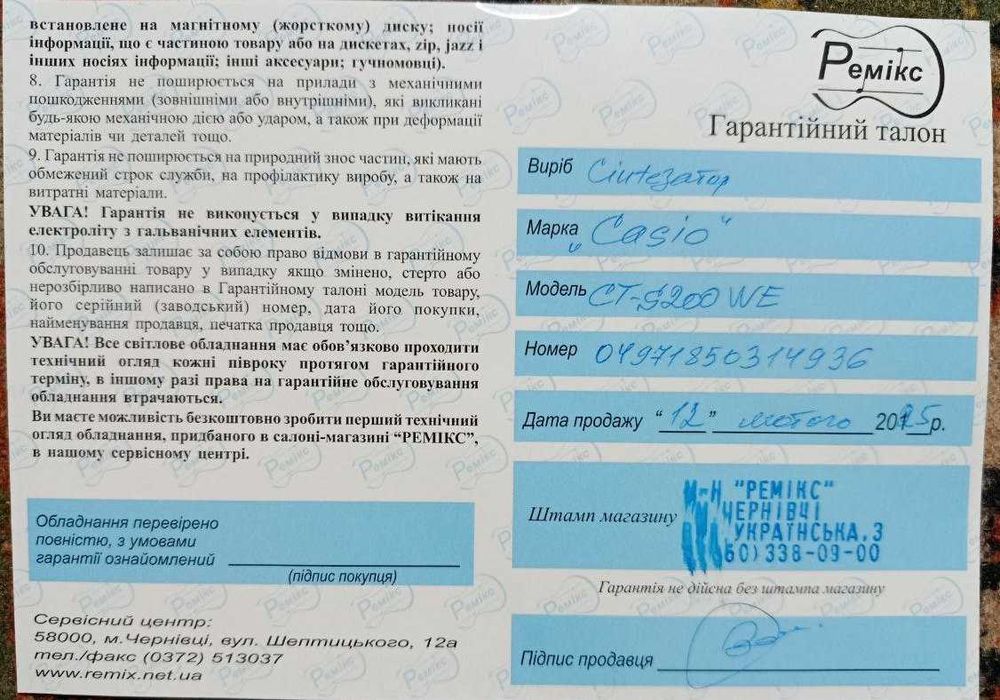 встановлене на магнітному (жорсткому) диску; носії
інформації, що є частиною товару або на дискетах, zip, jazz і
інших носіях інформації; інші аксесуари; гучномовці).
8. Гарантія не поширюється на прилади з механічними
пошкодженнями (зовнішніми або внутрішніми), які викликані
будь-якою механічною дією або ударом, а також при деформації
матеріалів чи деталей тощо.
9. Гарантія не поширюється на природний знос частин, які мають
обмежений строк служби, на профілактику виробу, а також на
витратні матеріали.
УВАГА! Гарантія не виконується у випадку витікання
електроліту з гальванічних елементів.
10. Продавець залишає за собою право відмови в гарантійному
обслуговуванні товару у випадку якщо змінено, стерто або
нерозбірливо написано в Гарантійному талоні модель товару,
його серійний (заводський) номер, дата його покупки,
найменування продавця, печатка продавця тощо.
УВАГА! Все світлове обладнання має обов’язково проходити
технічний огляд кожні півроку протягом гарантійного
терміну, в іншому разі права на гарантійне обслуговування
обладнання втрачаються.
Ви маєте можливість безкоштовно зробити перший технічний
огляд обладнання, придбаного в салоні-магазині “РЕМІКС”,
в нашому сервісному центрі.
Обладнання перевірено
повністю, з умовами
гарантії ознайомлений
(підпис покупця)
Сервісний центр:
58000, м.Чернівці, вул. Шептицького, 12а
тел./факс (0372) 513037
www.remix.net.ua
Ремікс
Гарантійний талон
Виріб Сінтезатор
Марка „Casio“
Модель CT-S200 WE
Номер 04971850314936
Дата продажу “12” лютого 2025р.
Штамп магазину
М-Н "РЕМІКС"
ЧЕРНІВЦІ
УКРАЇНСЬКА,3
50)338-09-00
Гарантія не дійсна без штампа магазину
Підпис продавця